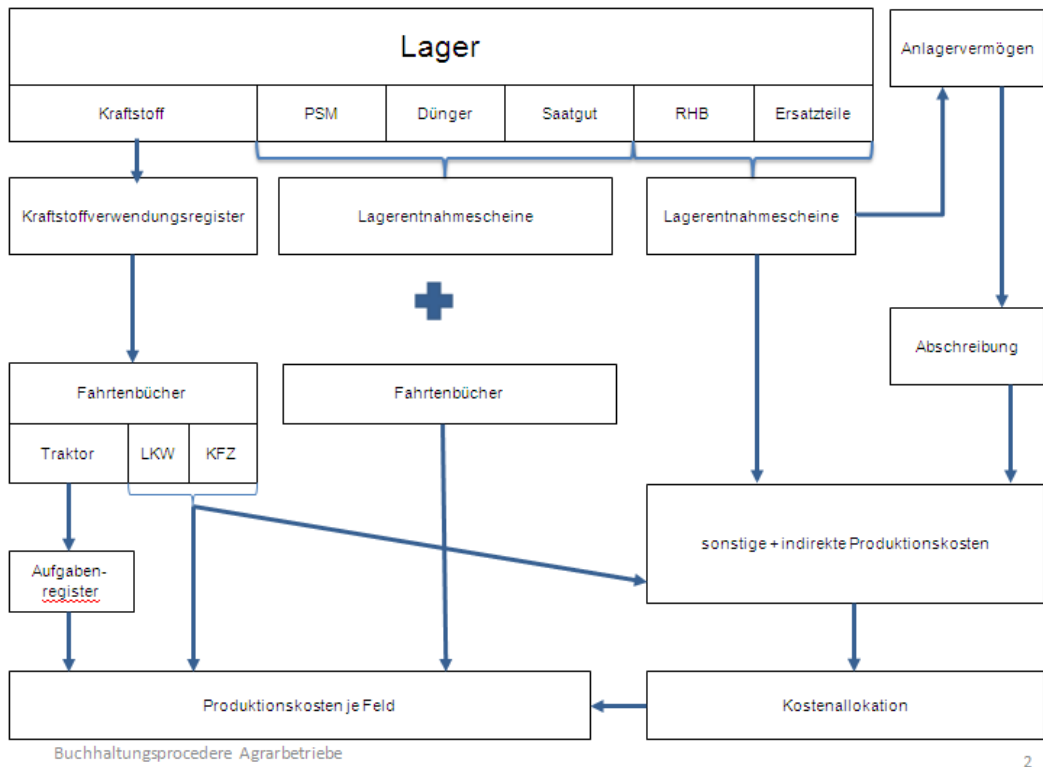 Lager
Anlagervermögen
Kraftstoff
PSM
Dünger
Saatgut
RHB
Ersatzteile
Kraftstoffverwendungsregister
Lagerentnahmescheine
Lagerentnahmescheine
Abschreibung
Fahrtenbücher
Fahrtenbücher
Traktor
LKW
KFZ
sonstige + indirekte Produktionskosten
Aufgaben-
register
Produktionskosten je Feld
Kostenallokation
Buchhaltungsprocedere Agrarbetriebe
2